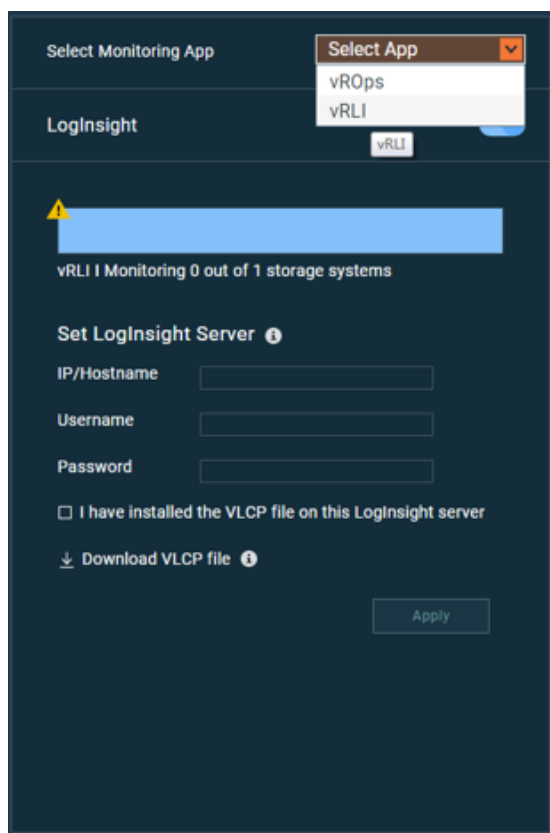 Select Monitoring App
Select App
vROps
vRLI
LogInsight
vRLI
vRLI I Monitoring 0 out of 1 storage systems
Set LogInsight Server
IP/Hostname
Username
Password
I have installed the VLCP file on this LogInsight server
Download VLCP file
Apply